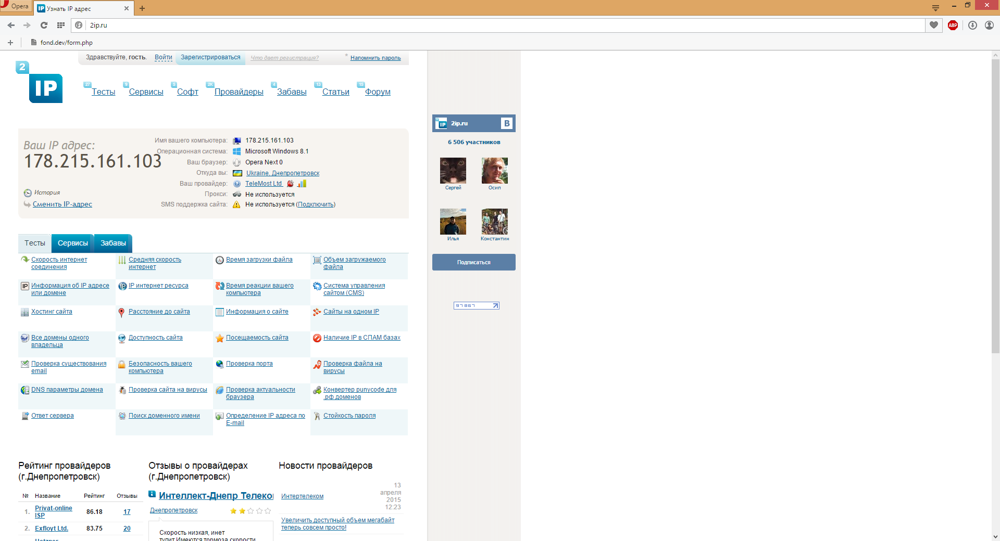 Opera
IP Узнать IP адрес
2ip.ru
ABP
fond.dev/form.php
Здравствуйте, гость. Войти Зарегистрироваться Что дает регистрация? * Напомнить пароль
2
IP
27 Тесты 9 Сервисы 5 Софт 2K Провайдеры 4 Забавы 13 Статьи 15 Форум
Ваш IP адрес:
178.215.161.103
История
Сменить IP-адрес
Имя вашего компьютера: 178.215.161.103
Операционная система: Microsoft Windows 8.1
Ваш браузер: Opera Next 0
Откуда вы: Ukraine, Днепропетровск
Ваш провайдер: TeleMost Ltd
Прокси: Не используется
SMS поддержка сайта: Не используется (Подключить)
IP 2ip.ru B
6 506 участников
Сергей Осип
Илья Константин
Подписаться
97867
Тесты Сервисы Забавы
Скорость интернет соединения
Средняя скорость интернет
Время загрузки файла
Объем загружаемого файла
IP Информация об IP адресе или домене
IP интернет ресурса
Время реакции вашего компьютера
Система управления сайтом (CMS)
Хостинг сайта
Расстояние до сайта
Информация о сайте
Сайты на одном IP
Все домены одного владельца
Доступность сайта
Посещаемость сайта
Наличие IP в СПАМ базах
Проверка существования email
Безопасность вашего компьютера
Проверка порта
Проверка файла на вирусы
DNS параметры домена
Проверка сайта на вирусы
Проверка актуальности браузера
Конвертер punycode для .рф доменов
Ответ сервера
Поиск доменного имени
Определение IP адреса по E-mail
Стойкость пароля
Рейтинг провайдеров
(г.Днепропетровск)
№ Название Рейтинг Отзывы
1. Privat-online ISP 86.18 17
2. Exfloyt Ltd. 83.75 20
Hetzner
Отзывы о провайдерах
(г.Днепропетровск)
Интеллект-Днепр Телеко
Днепропетровск
Скорость низкая, инет
тупит.Имеются тормоза скорости
Новости провайдеров
Интертелеком
13
апреля
2015
12:23
Увеличить доступный объем мегабайт
теперь совсем просто!